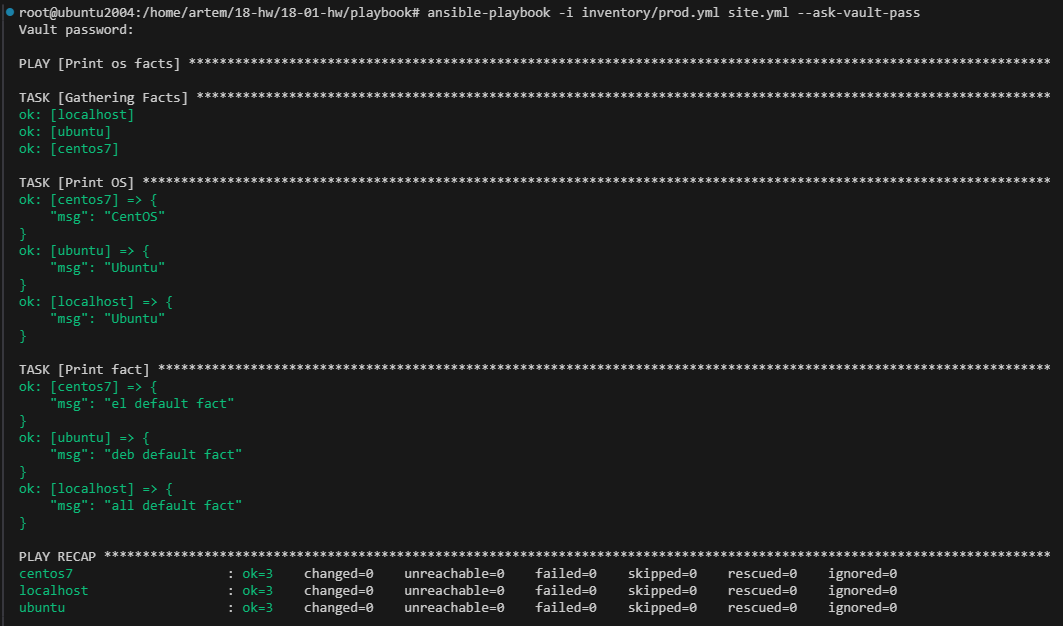 root@ubuntu2004:/home/artem/18-hw/18-01-hw/playbook# ansible-playbook -i inventory/prod.yml site.yml --ask-vault-pass
Vault password:
PLAY [Print os facts] ****************************************************************************************************************
TASK [Gathering Facts] ***************************************************************************************************************
ok: [localhost]
ok: [ubuntu]
ok: [centos7]
TASK [Print OS] **********************************************************************************************************************
ok: [centos7] => {
    "msg": "CentOS"
}
ok: [ubuntu] => {
    "msg": "Ubuntu"
}
ok: [localhost] => {
    "msg": "Ubuntu"
}
TASK [Print fact] ********************************************************************************************************************
ok: [centos7] => {
    "msg": "el default fact"
}
ok: [ubuntu] => {
    "msg": "deb default fact"
}
ok: [localhost] => {
    "msg": "all default fact"
}
PLAY RECAP ***************************************************************************************************************************
centos7                    : ok=3    changed=0    unreachable=0    failed=0    skipped=0    rescued=0    ignored=0
localhost                  : ok=3    changed=0    unreachable=0    failed=0    skipped=0    rescued=0    ignored=0
ubuntu                     : ok=3    changed=0    unreachable=0    failed=0    skipped=0    rescued=0    ignored=0